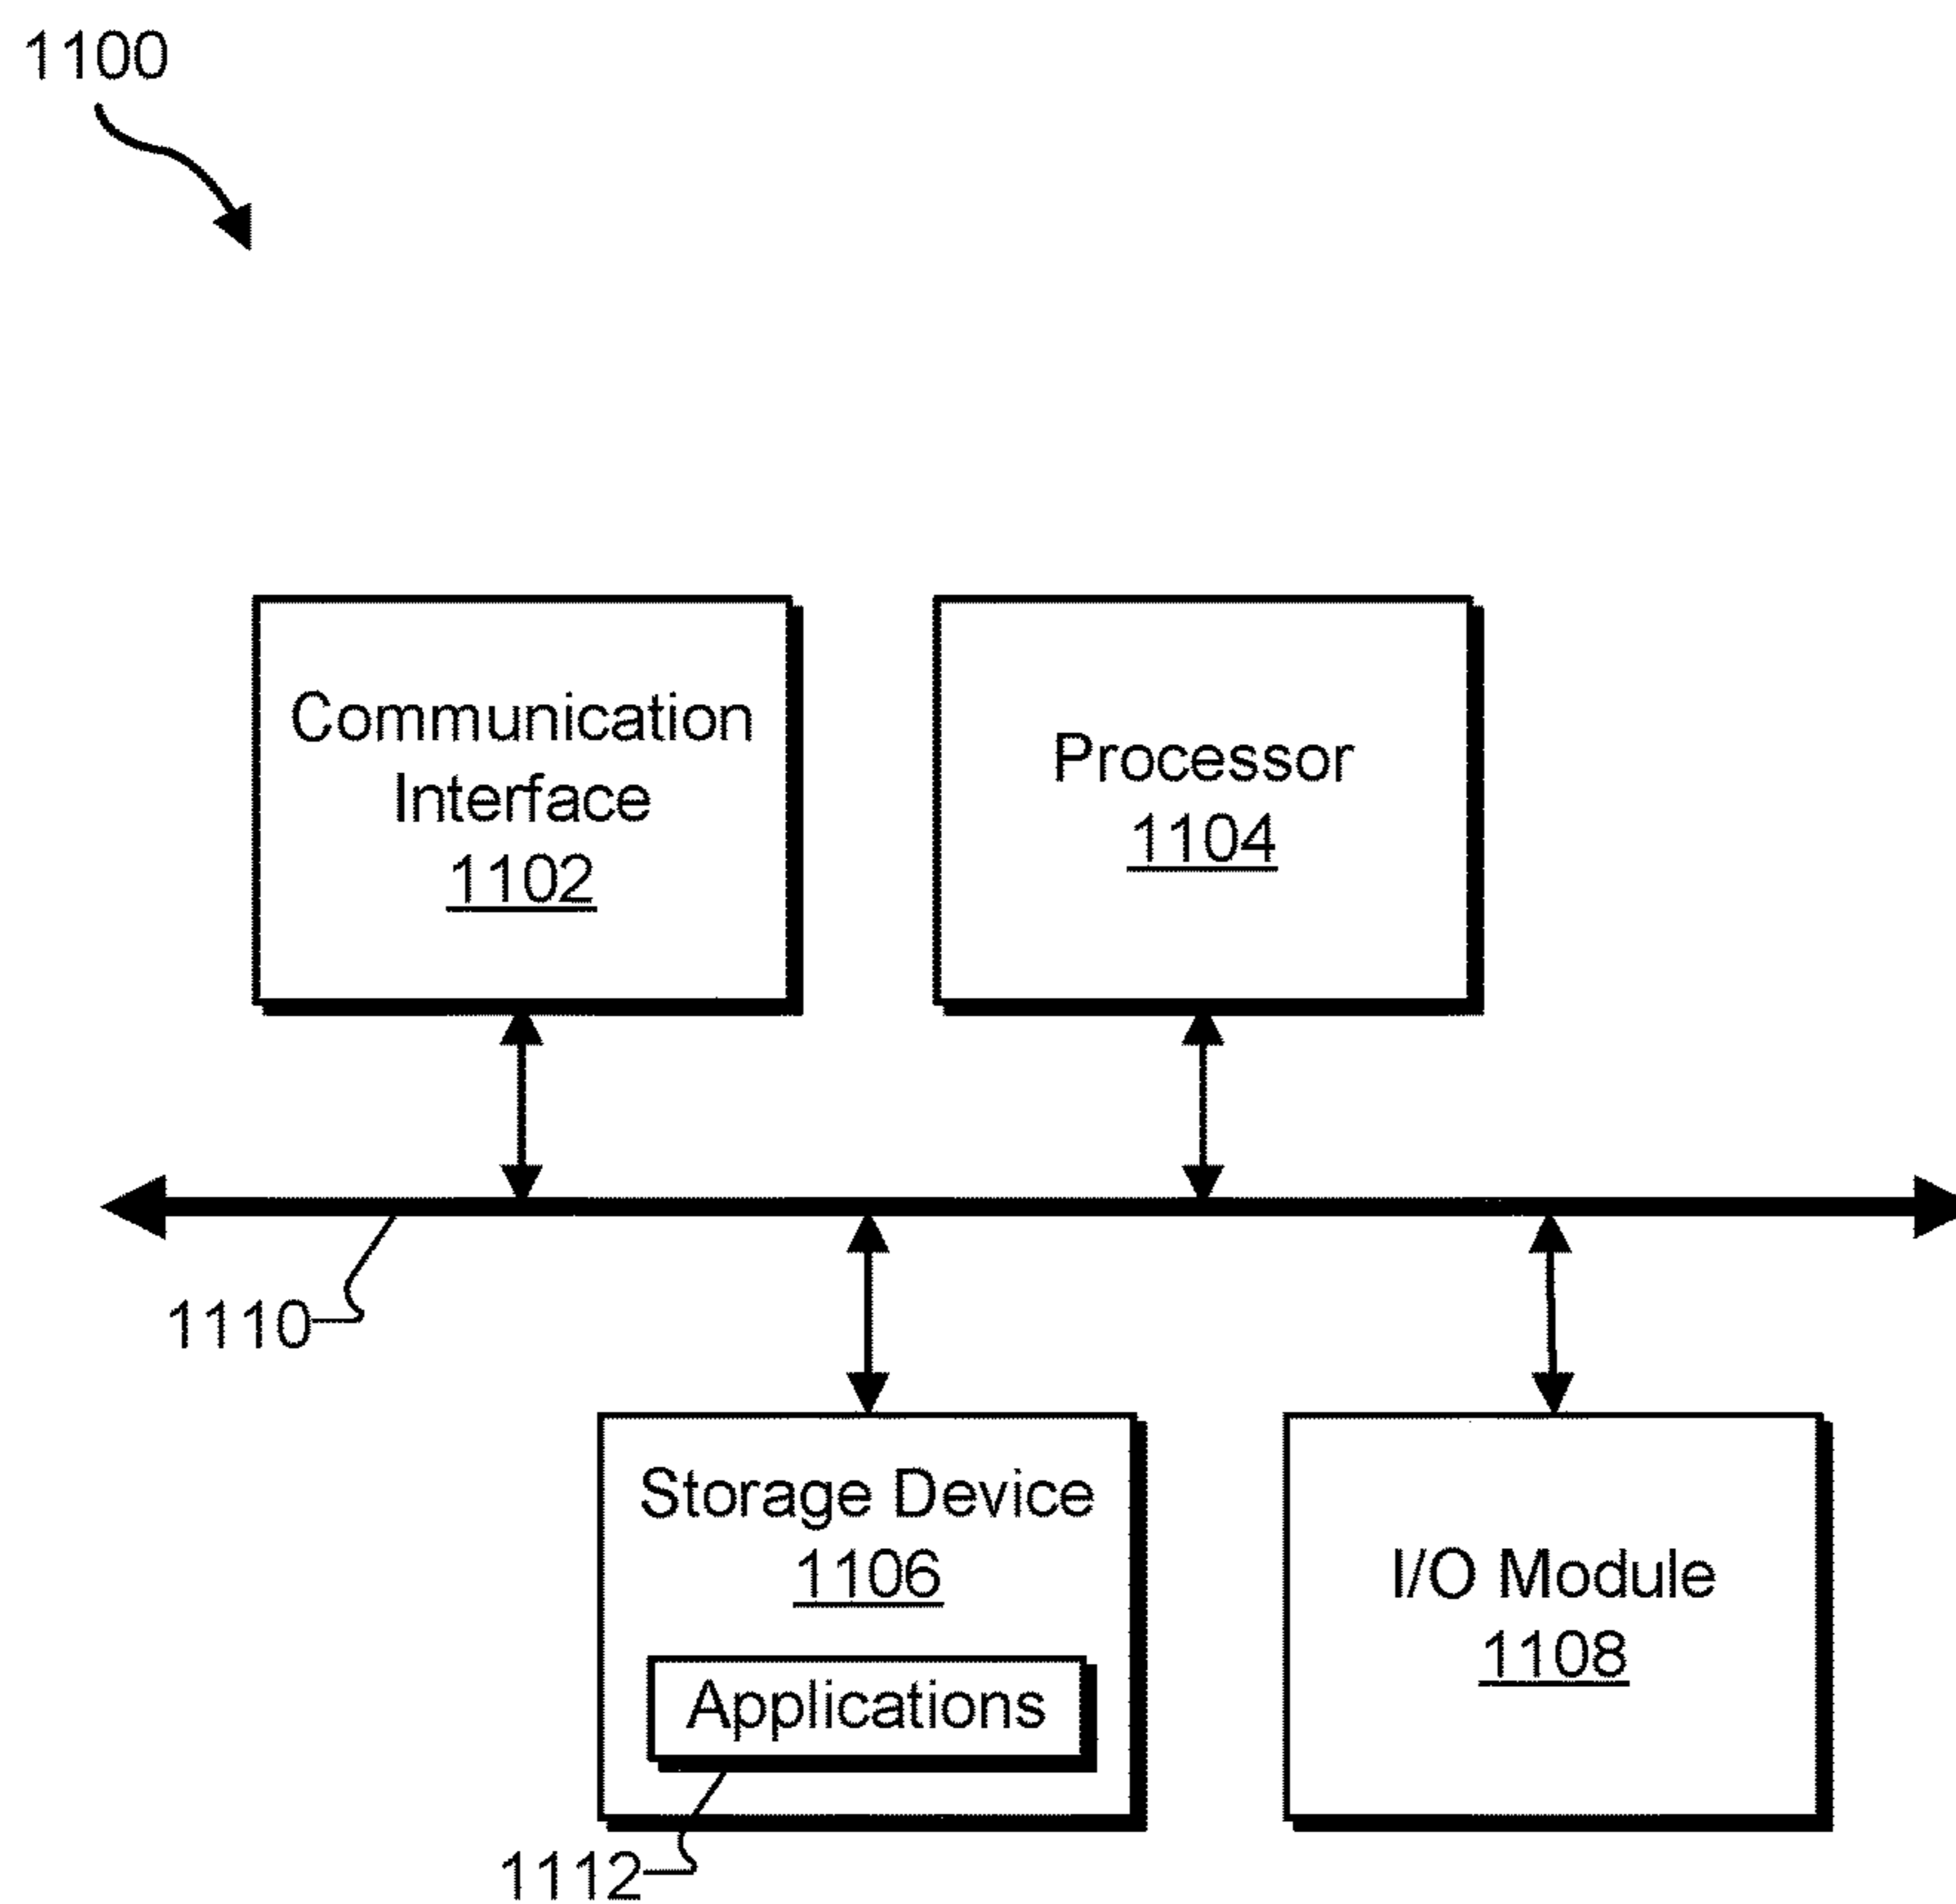 1100
Communication
Interface
1102
Processor
1104
1110
Storage Device
1106
Applications
1112
I/O Module
1108